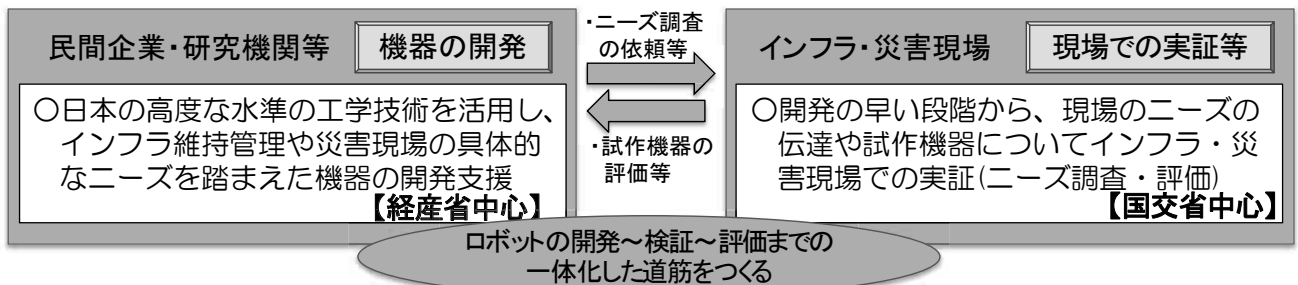 民間企業・研究機関等
機器の開発
○日本の高度な水準の工学技術を活用し、
インフラ維持管理や災害現場の具体的
なニーズを踏まえた機器の開発支援
【経産省中心】
・ニーズ調査
の依頼等
・試作機器の
評価等
インフラ・災害現場
現場での実証等
○開発の早い段階から、現場のニーズの
伝達や試作機器についてインフラ・災
害現場での実証(ニーズ調査・評価)
【国交省中心】
ロボットの開発～検証～評価までの
一体化した道筋をつくる